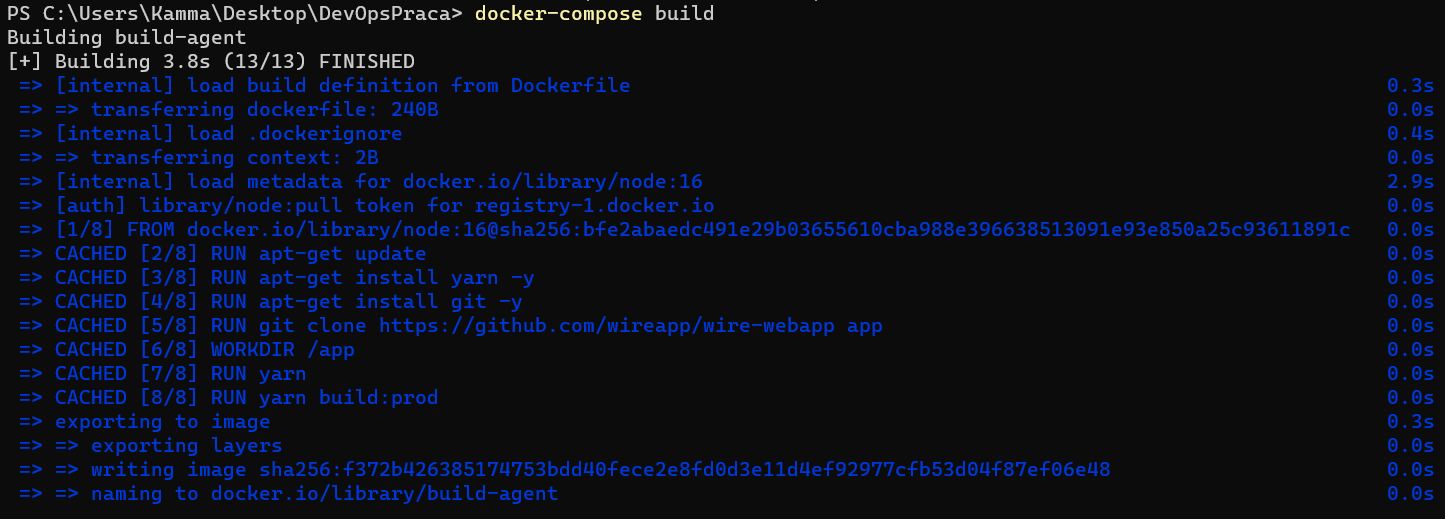 PS C:\Users\Kamma\Desktop\DevOpsPraca> docker-compose build
Building build-agent
[+] Building 3.8s (13/13) FINISHED
=> [internal] load build definition from Dockerfile 0.3s
=> => transferring dockerfile: 240B 0.0s
=> [internal] load .dockerignore 0.4s
=> => transferring context: 2B 0.0s
=> [internal] load metadata for docker.io/library/node:16 2.9s
=> [auth] library/node:pull token for registry-1.docker.io 0.0s
=> [1/8] FROM docker.io/library/node:16@sha256:bfe2abaedc491e29b03655610cba988e396638513091e93e850a25c93611891c 0.0s
=> CACHED [2/8] RUN apt-get update 0.0s
=> CACHED [3/8] RUN apt-get install yarn -y 0.0s
=> CACHED [4/8] RUN apt-get install git -y 0.0s
=> CACHED [5/8] RUN git clone https://github.com/wireapp/wire-webapp app 0.0s
=> CACHED [6/8] WORKDIR /app 0.0s
=> CACHED [7/8] RUN yarn 0.0s
=> CACHED [8/8] RUN yarn build:prod 0.0s
=> exporting to image 0.3s
=> => exporting layers 0.0s
=> => writing image sha256:f372b426385174753bdd40fece2e8fd0d3e11d4ef92977cfb53d04f87ef06e48 0.0s
=> => naming to docker.io/library/build-agent 0.0s